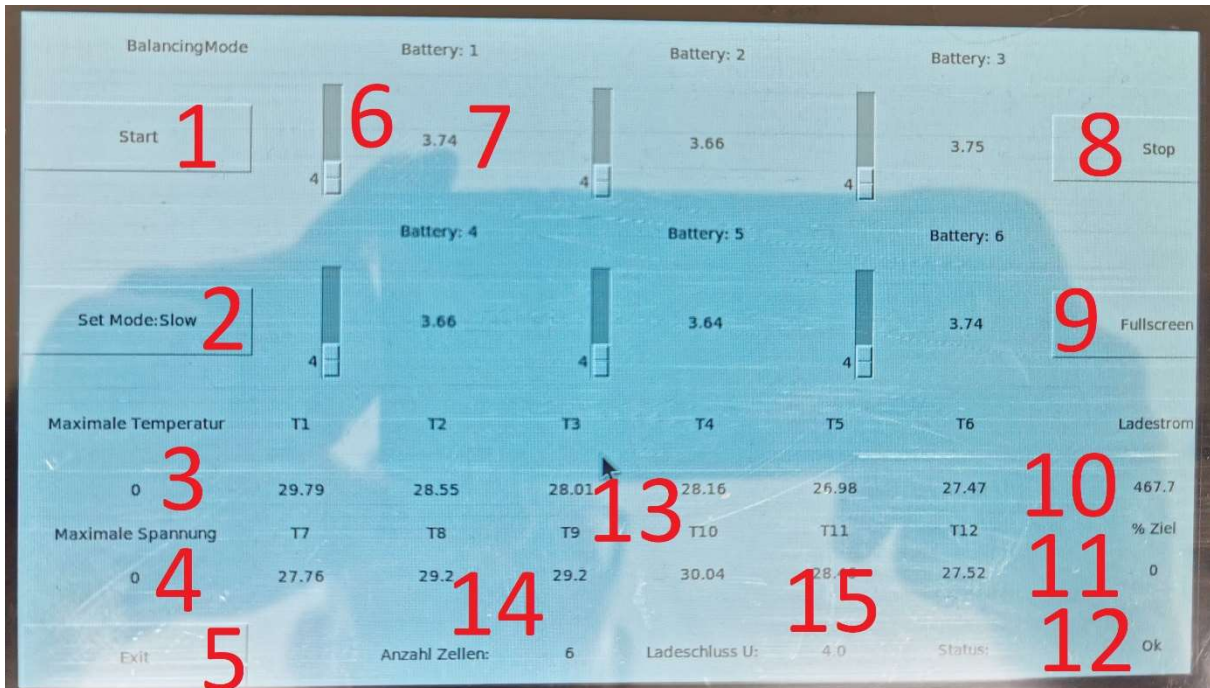 BalancingMode Battery: 1 Battery: 2 Battery: 3
Start 1 6 3.74 7 3.66 3.75 8 Stop
4 4 4
Battery: 4 Battery: 5 Battery: 6
Set Mode:Slow 2 3.66 3.64 3.74 9 Fullscreen
4 4 4
Maximale Temperatur T1 T2 T3 T4 T5 T6 Ladestrom
0 3 29.79 28.55 28.01 13 28.16 26.98 27.47 10 467.7
Maximale Spannung T7 T8 T9 T10 T11 T12 % Ziel
0 4 27.76 29.2 14 29.2 30.04 15 27.52 11 0
Exit 5 Anzahl Zellen: 6 Ladeschluss U: 4.0 Status: 12 Ok